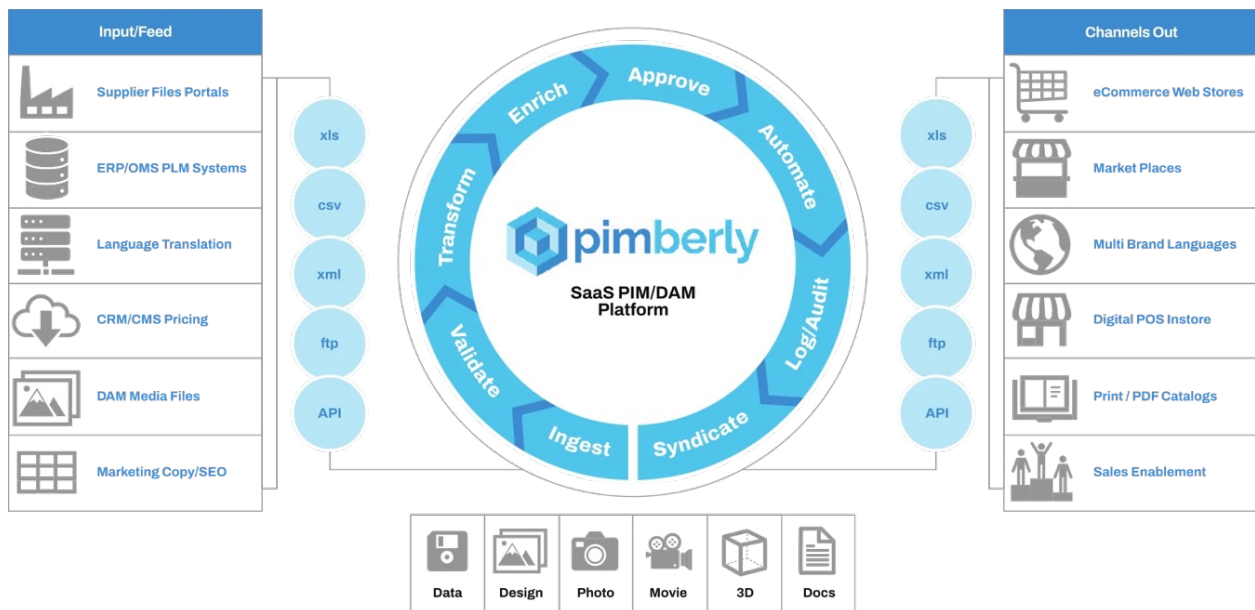 Input/Feed
Supplier Files Portals
ERP/OMS PLM Systems
Language Translation
CRM/CMS Pricing
DAM Media Files
Marketing Copy/SEO
xls
csv
xml
ftp
API
Ingest
Validate
Transform
Enrich
Approve
Automate
Log/Audit
Syndicate
pimberly
SaaS PIM/DAM
Platform
xls
csv
xml
ftp
API
Channels Out
eCommerce Web Stores
Market Places
Multi Brand Languages
Digital POS Instore
Print / PDF Catalogs
Sales Enablement
Data
Design
Photo
Movie
3D
Docs